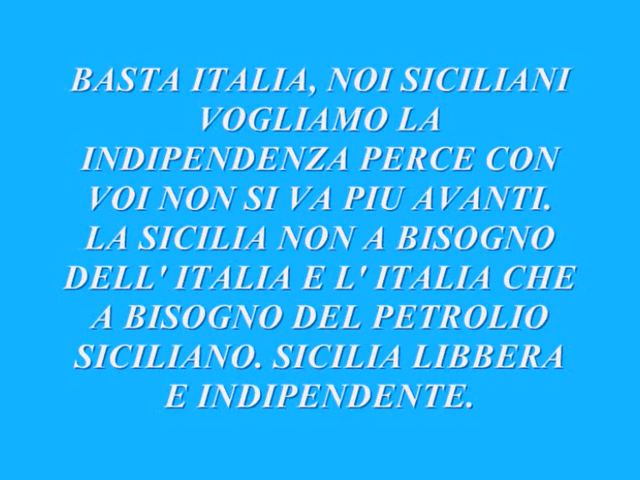 BASTA ITALIA, NOI SICILIANI
VOGLIAMO LA
INDIPENDENZA PERCE CON
VOI NON SI VA PIU AVANTI.
LA SICILIA NON A BISOGNO
DELL' ITALIA E L' ITALIA CHE
A BISOGNO DEL PETROLIO
SICILIANO. SICILIA LIBBERA
E INDIPENDENTE.